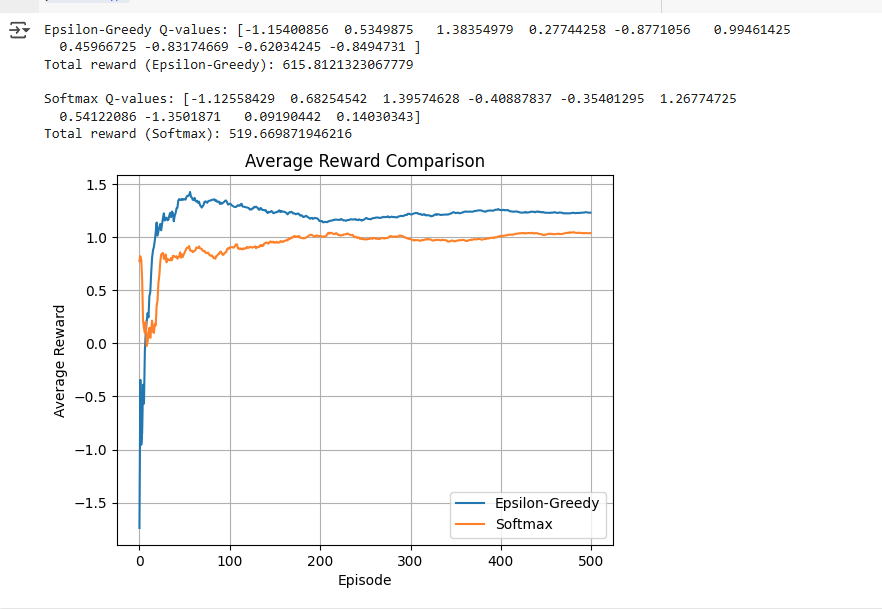 Epsilon-Greedy Q-values: [-1.15400856  0.5349875   1.38354979  0.27744258 -0.8771056   0.99461425
  0.45966725 -0.83174669 -0.62034245 -0.8494731 ]
Total reward (Epsilon-Greedy): 615.8121323067779
Softmax Q-values: [-1.12558429  0.68254542  1.39574628 -0.40887837 -0.35401295  1.26774725
  0.54122086 -1.3501871   0.09190442  0.14030343]
Total reward (Softmax): 519.669871946216
Average Reward Comparison
1.5
1.0
0.5
0.0
−0.5
−1.0
−1.5
Average Reward
0 100 200 300 400 500
Episode
Epsilon-Greedy
Softmax